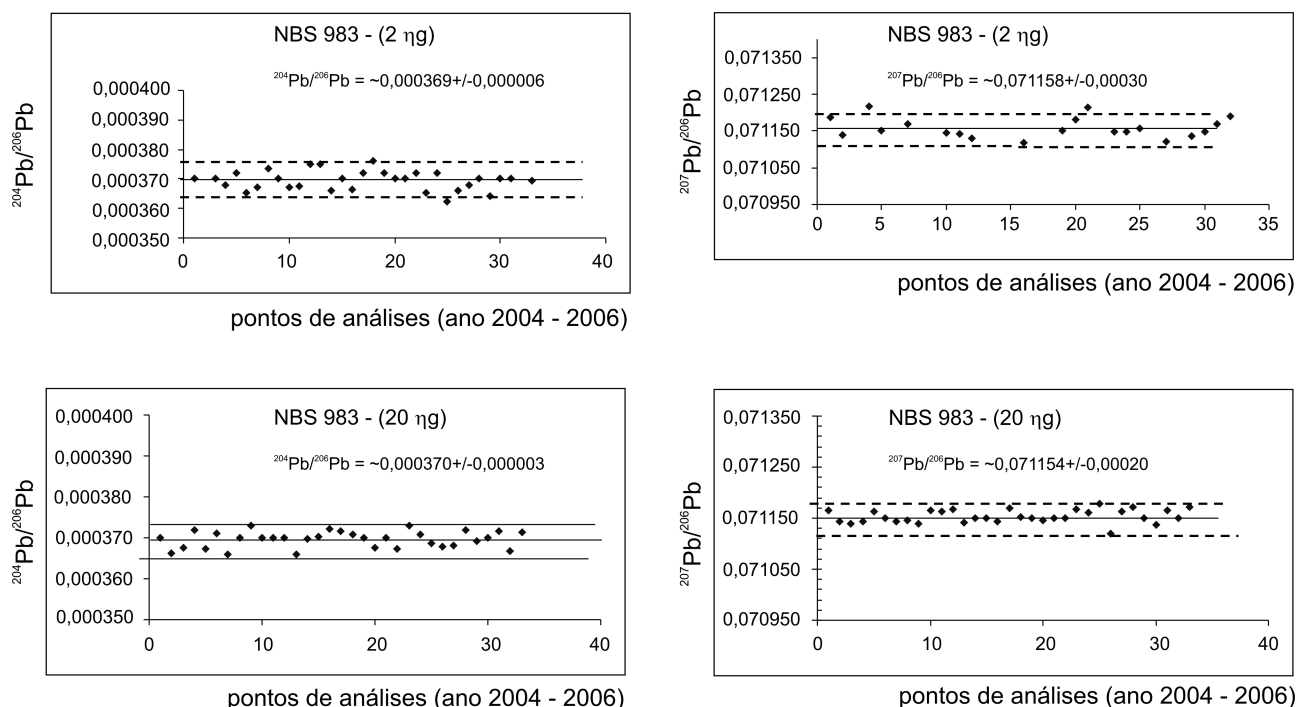 NBS 983 - (2 ηg)
²⁰⁴Pb/²⁰⁶Pb = ~0,000369+/-0,000006
²⁰⁴Pb/²⁰⁶Pb
0,000400
0,000390
0,000380
0,000370
0,000360
0,000350
0 10 20 30 40
pontos de análises (ano 2004 - 2006)
NBS 983 - (2 ηg)
²⁰⁷Pb/²⁰⁶Pb = ~0,071158+/-0,00030
²⁰⁷Pb/²⁰⁶Pb
0,071350
0,071250
0,071150
0,071050
0,070950
0 5 10 15 20 25 30 35
pontos de análises (ano 2004 - 2006)
NBS 983 - (20 ηg)
²⁰⁴Pb/²⁰⁶Pb = ~0,000370+/-0,000003
²⁰⁴Pb/²⁰⁶Pb
0,000400
0,000390
0,000380
0,000370
0,000360
0,000350
0 10 20 30 40
pontos de análises (ano 2004 - 2006)
NBS 983 - (20 ηg)
²⁰⁷Pb/²⁰⁶Pb = ~0,071154+/-0,00020
²⁰⁷Pb/²⁰⁶Pb
0,071350
0,071250
0,071150
0,071050
0,070950
0 10 20 30 40
pontos de análises (ano 2004 - 2006)